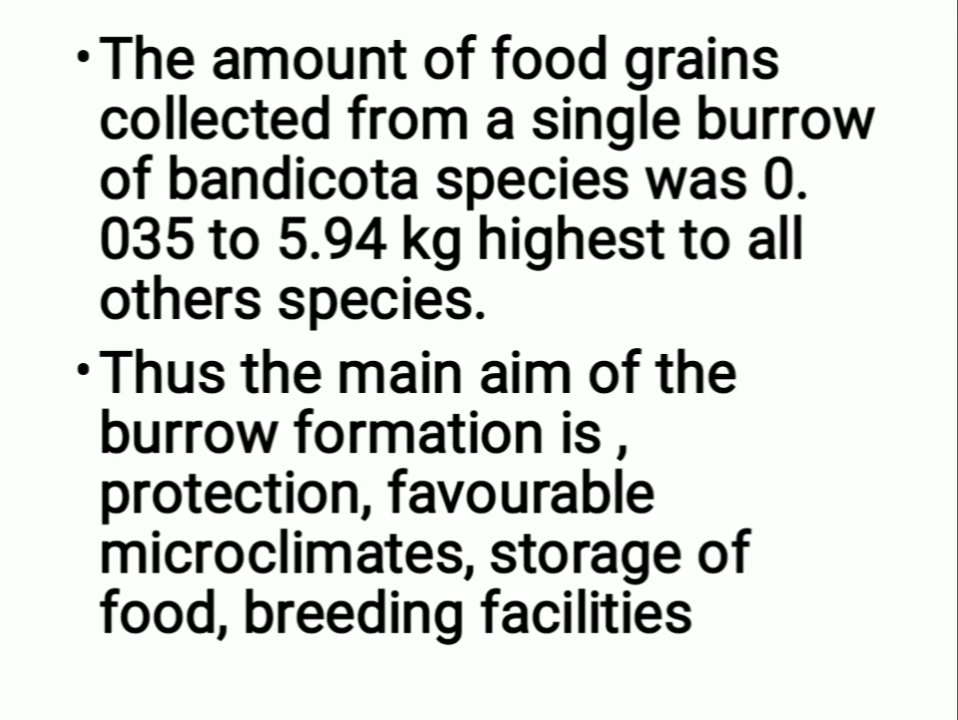 •The amount of food grains
collected from a single burrow
of bandicota species was 0.
035 to 5.94 kg highest to all
others species.
•Thus the main aim of the
burrow formation is ,
protection, favourable
microclimates, storage of
food, breeding facilities